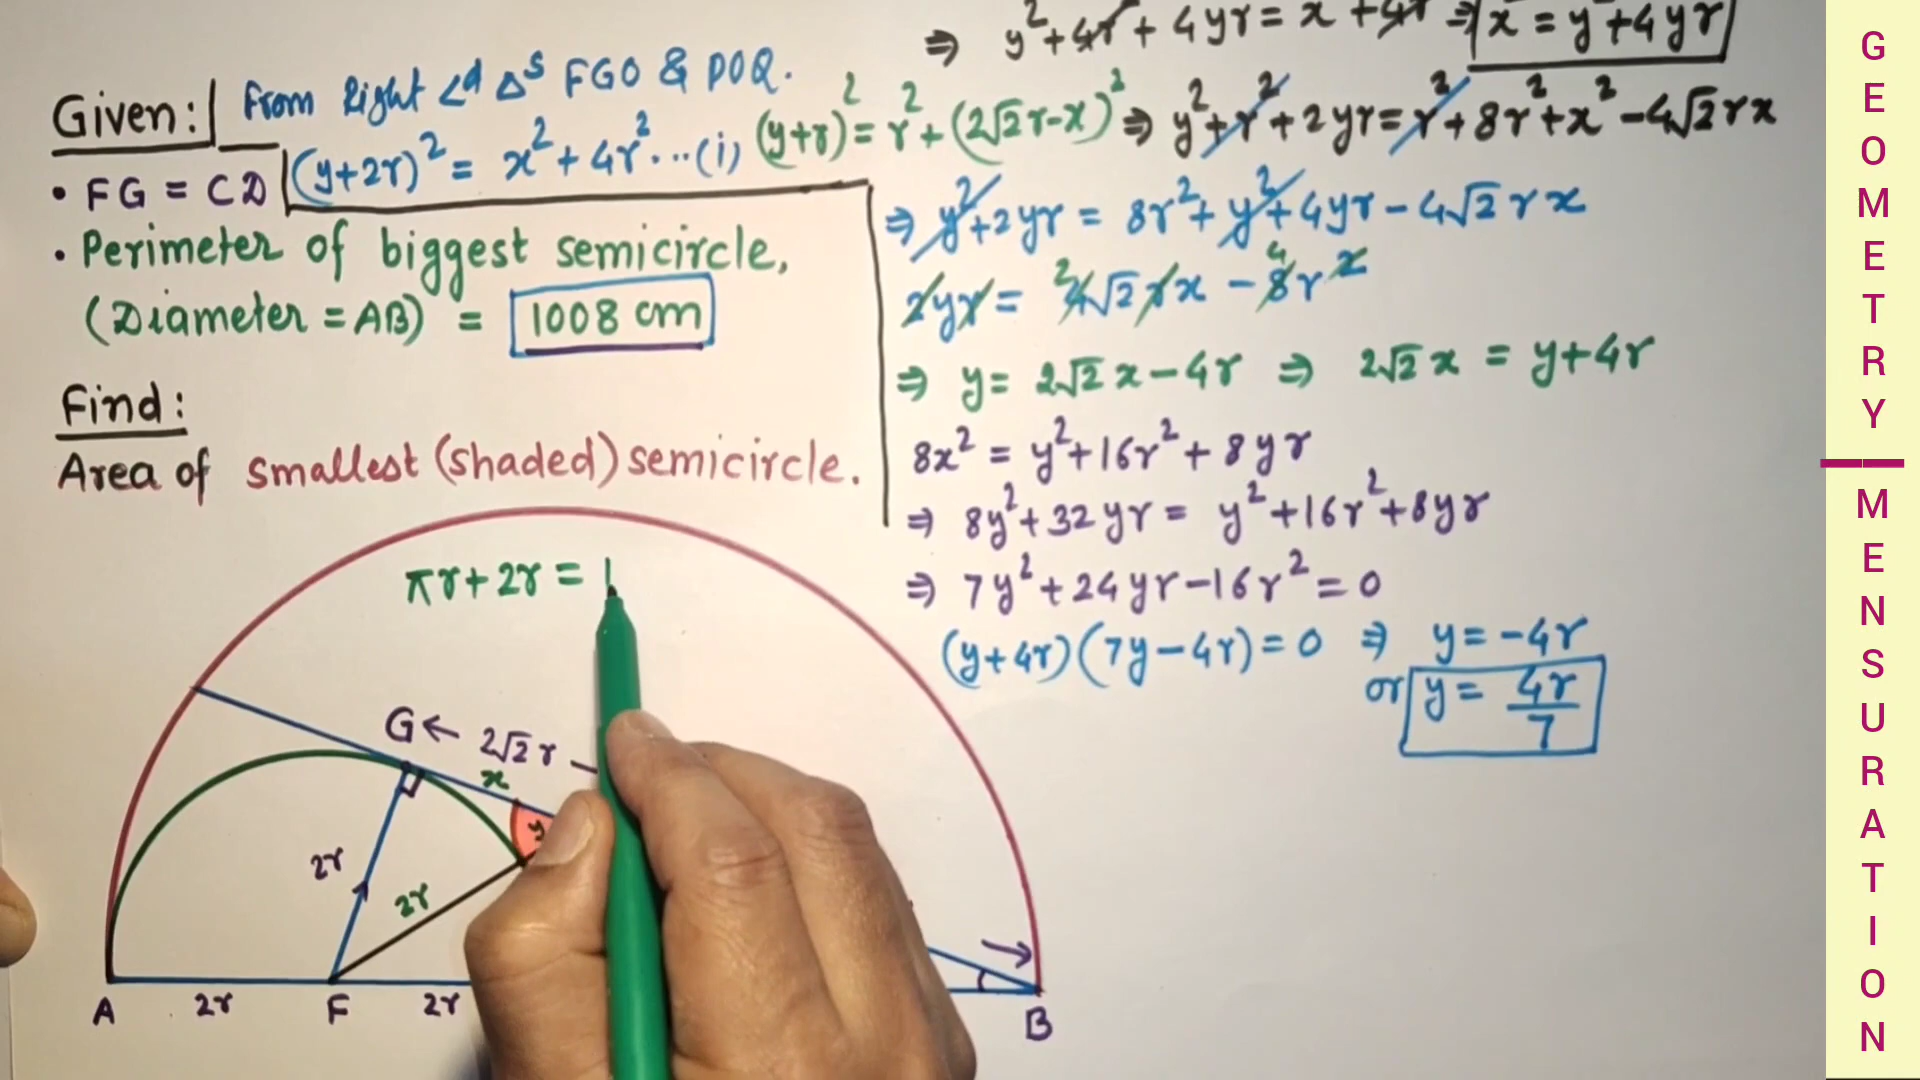 Given:
• FG = CD
• Perimeter of biggest semicircle,
(Diameter = AB) = 1008 cm
Find:
Area of smallest (shaded) semicircle.
From Right ∠d Δs FGO & POQ.
(y+2r)² = x² + 4r² ... (i)
(y+r)² = r² + (2√2r-x)² ⇒ y²+r²+2yr = r²+8r²+x²-4√2rx
⇒ y²+4r²+4yr = x²+4r² ⇒ x² = y²+4yr
⇒ y²+2yr = 8r²+y²+4yr-4√2rx
2yr = 4√2rx - 8r²
2 4
⇒ y = 2√2x-4r ⇒ 2√2x = y+4r
8x² = y²+16r²+8yr
⇒ 8y²+32yr = y²+16r²+8yr
⇒ 7y²+24yr-16r² = 0
(y+4r)(7y-4r) = 0 ⇒ y = -4r
or y = 4r/7
πr+2r = 1
G ← 2√2r
x
y
2r
2r
A 2r F 2r B
GEOMETRY | MENSURATION